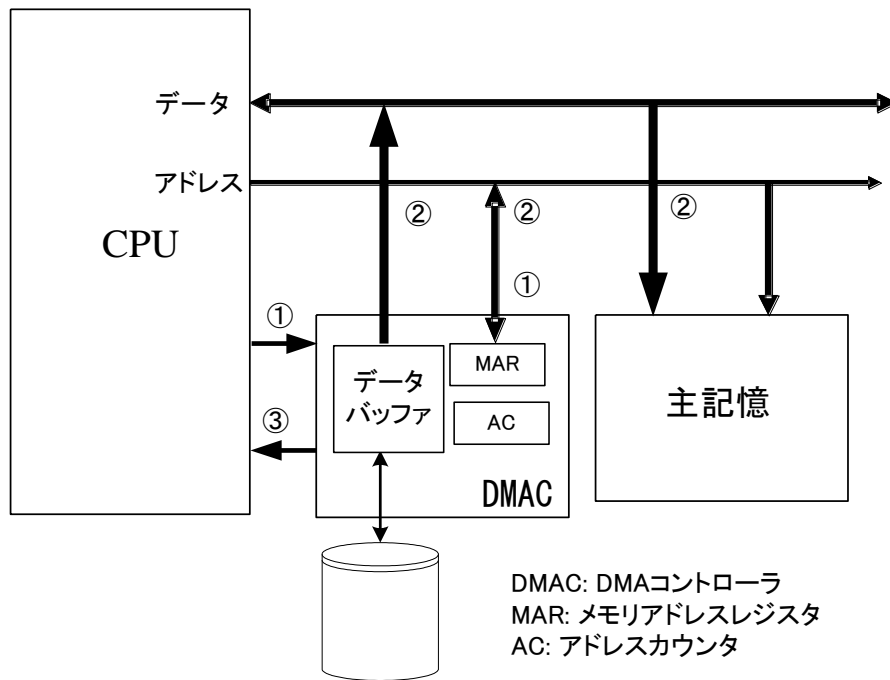 データ
アドレス
CPU
②
②
②
①
①
③
データ
バッファ
MAR
AC
DMAC
主記憶
DMAC: DMAコントローラ
MAR: メモリアドレスレジスタ
AC: アドレスカウンタ